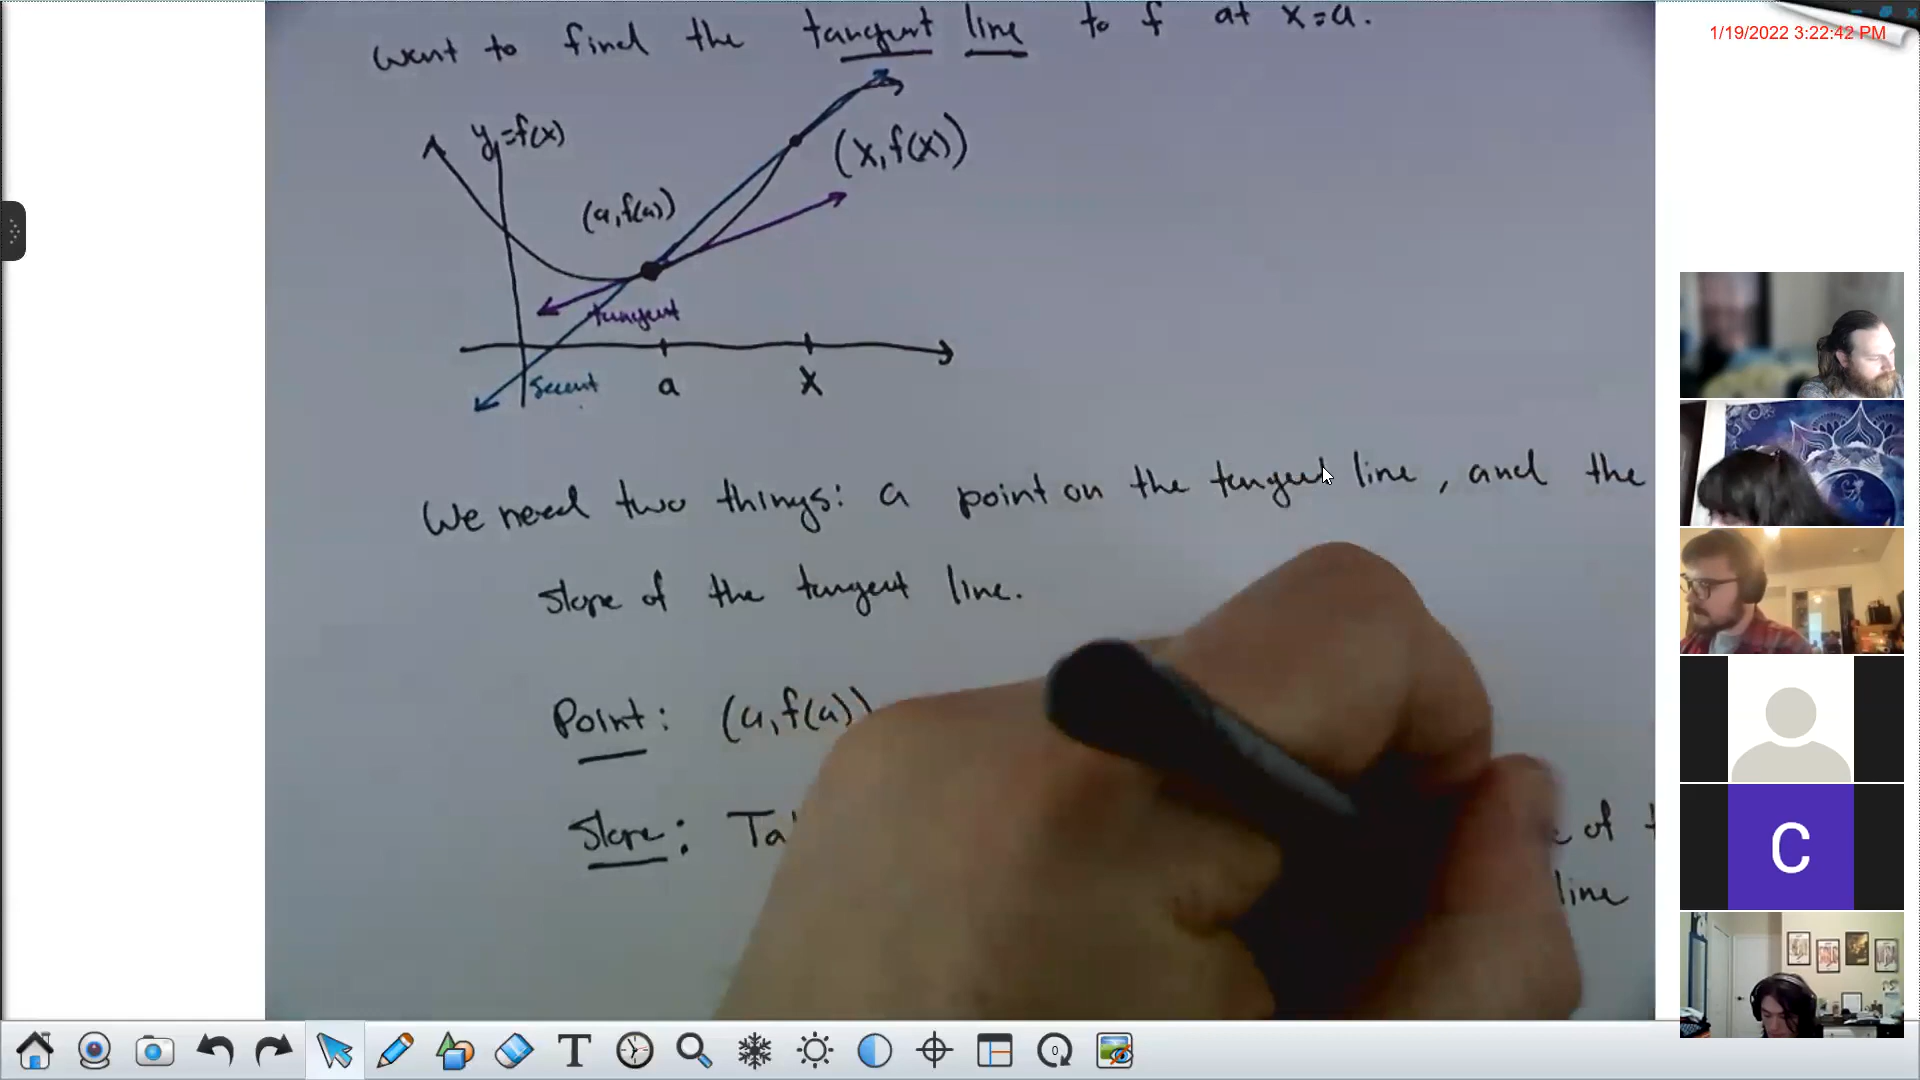 1/19/2022 3:22:42 PM
want to find the tangent line to f at x=a.
y=f(x)
(x,f(x))
(a,f(a))
tangent
secant
a
x
We need two things: a point on the tangent line, and the
slope of the tangent line.
Point: (a,f(a))
Slope: of
line
C
T
0